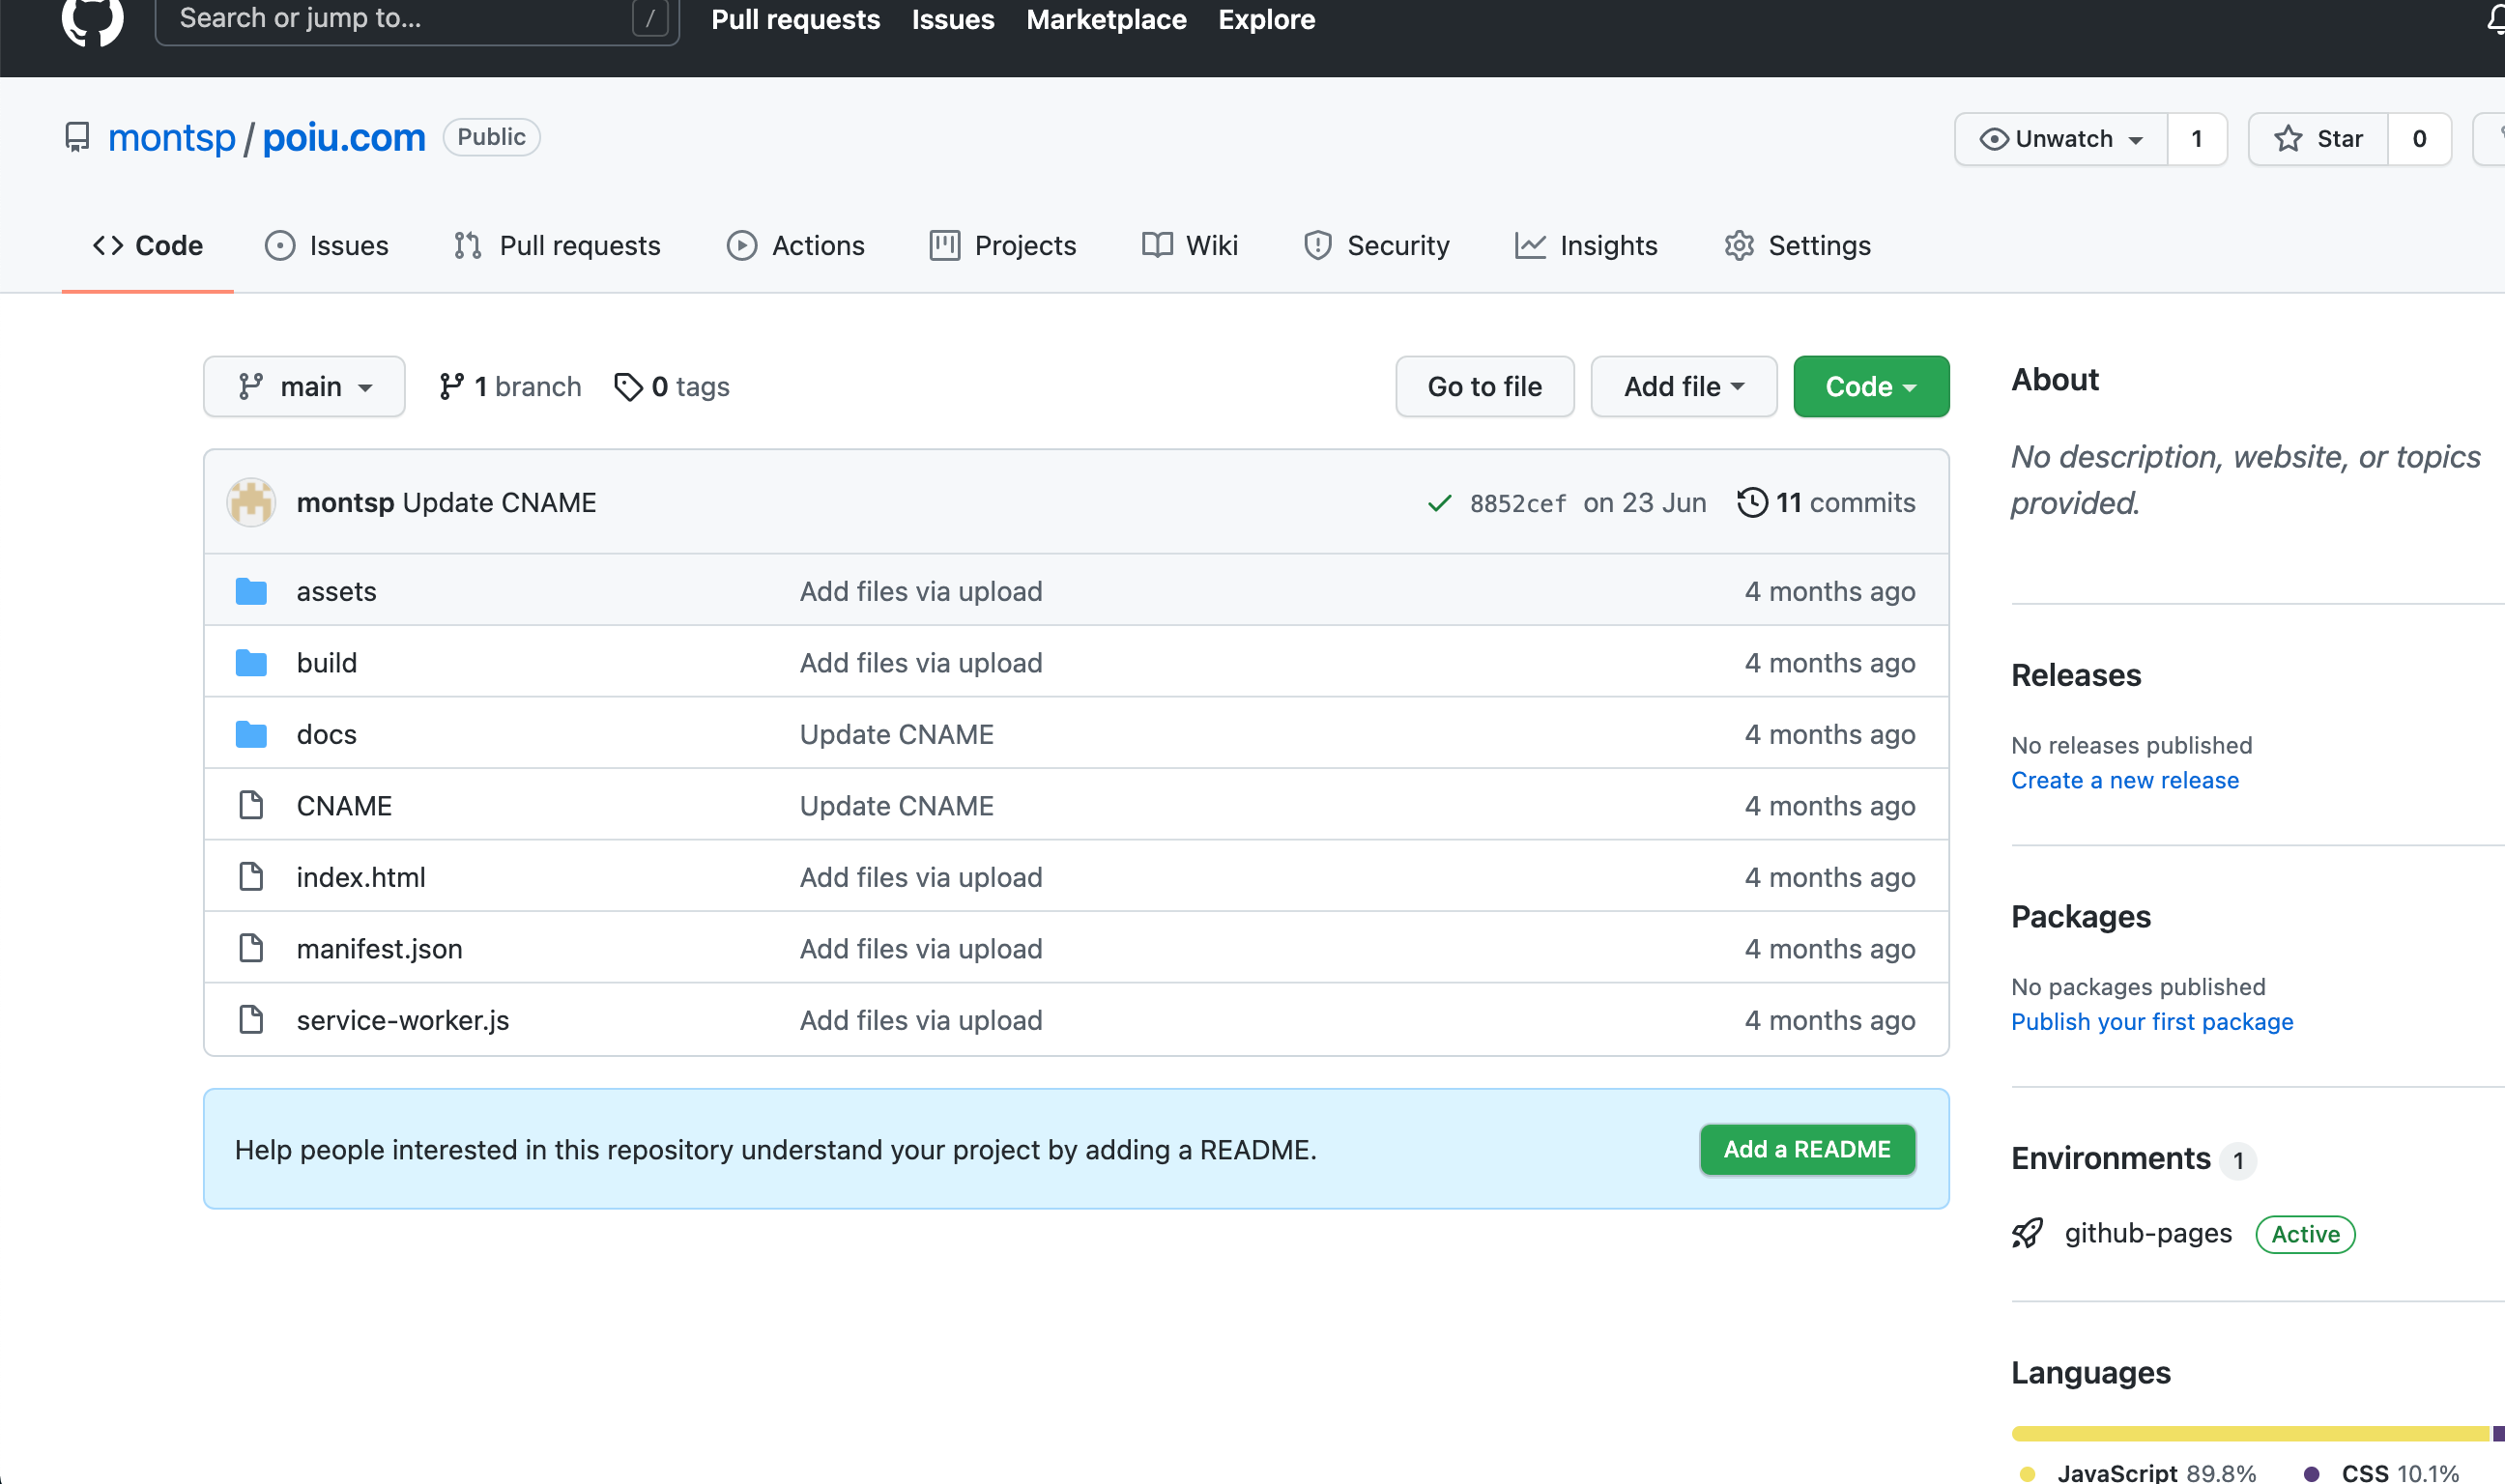 Search or jump to... /
Pull requests Issues Marketplace Explore
montsp / poiu.com Public
Unwatch 1 Star 0
Code Issues Pull requests Actions Projects Wiki Security Insights Settings
main 1 branch 0 tags Go to file Add file Code
montsp Update CNAME 8852cef on 23 Jun 11 commits
assets Add files via upload 4 months ago
build Add files via upload 4 months ago
docs Update CNAME 4 months ago
CNAME Update CNAME 4 months ago
index.html Add files via upload 4 months ago
manifest.json Add files via upload 4 months ago
service-worker.js Add files via upload 4 months ago
Help people interested in this repository understand your project by adding a README. Add a README
About
No description, website, or topics
provided.
Releases
No releases published
Create a new release
Packages
No packages published
Publish your first package
Environments 1
github-pages Active
Languages
JavaScript 89.8% CSS 10.1%